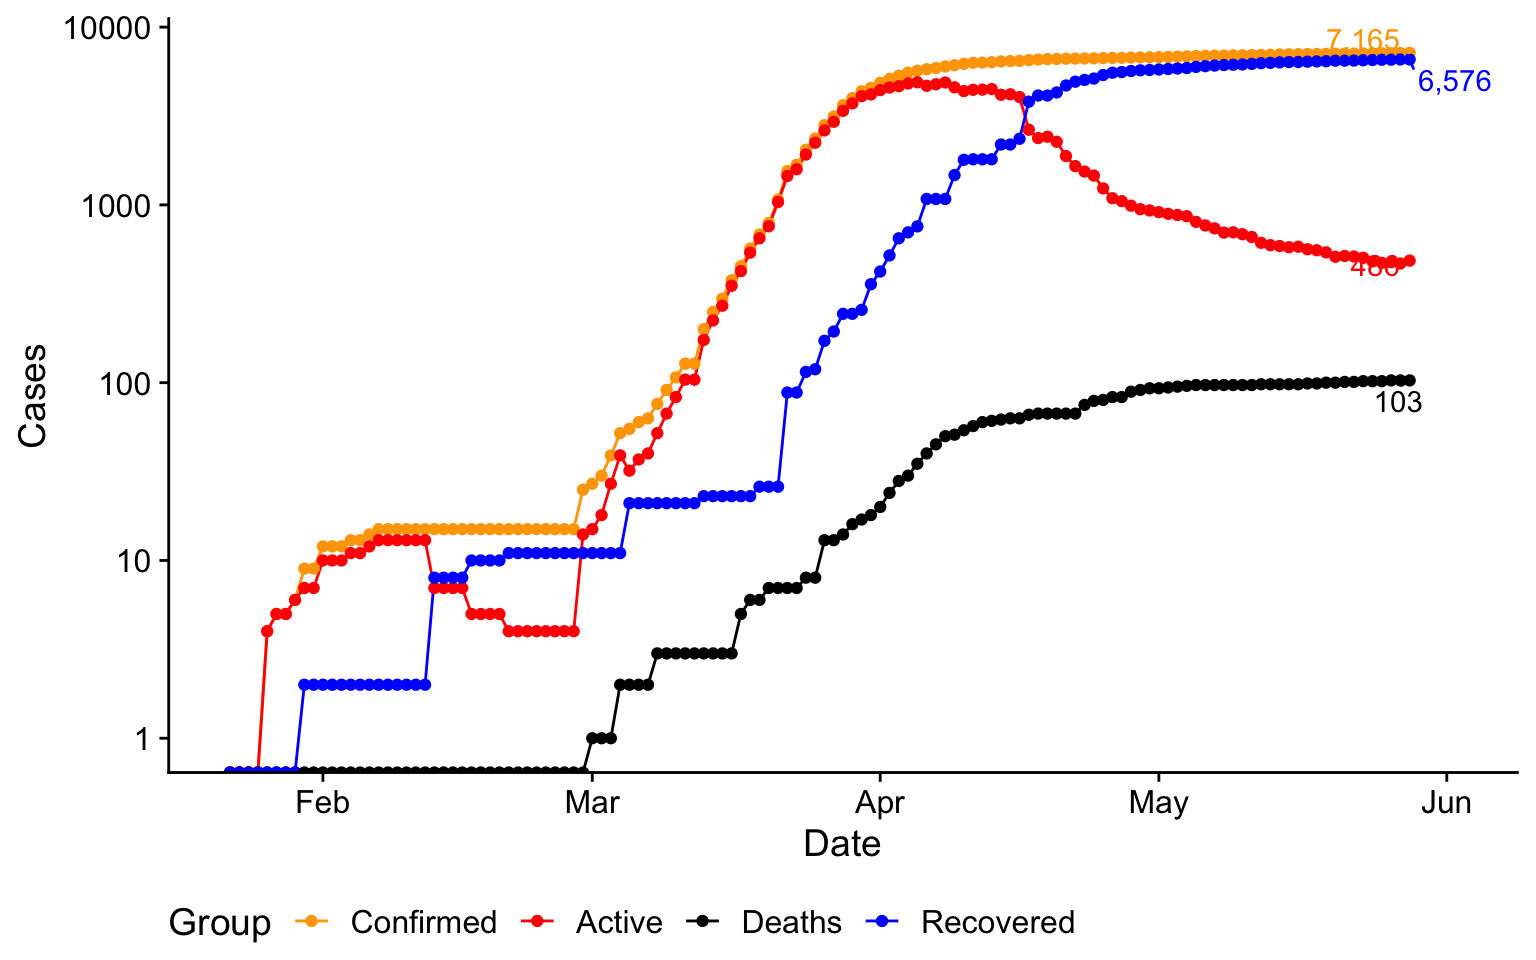 10000
1000
100
10
1
Cases
7,165
6,576
486
103
Feb Mar Apr May Jun
Date
Group Confirmed Active Deaths Recovered